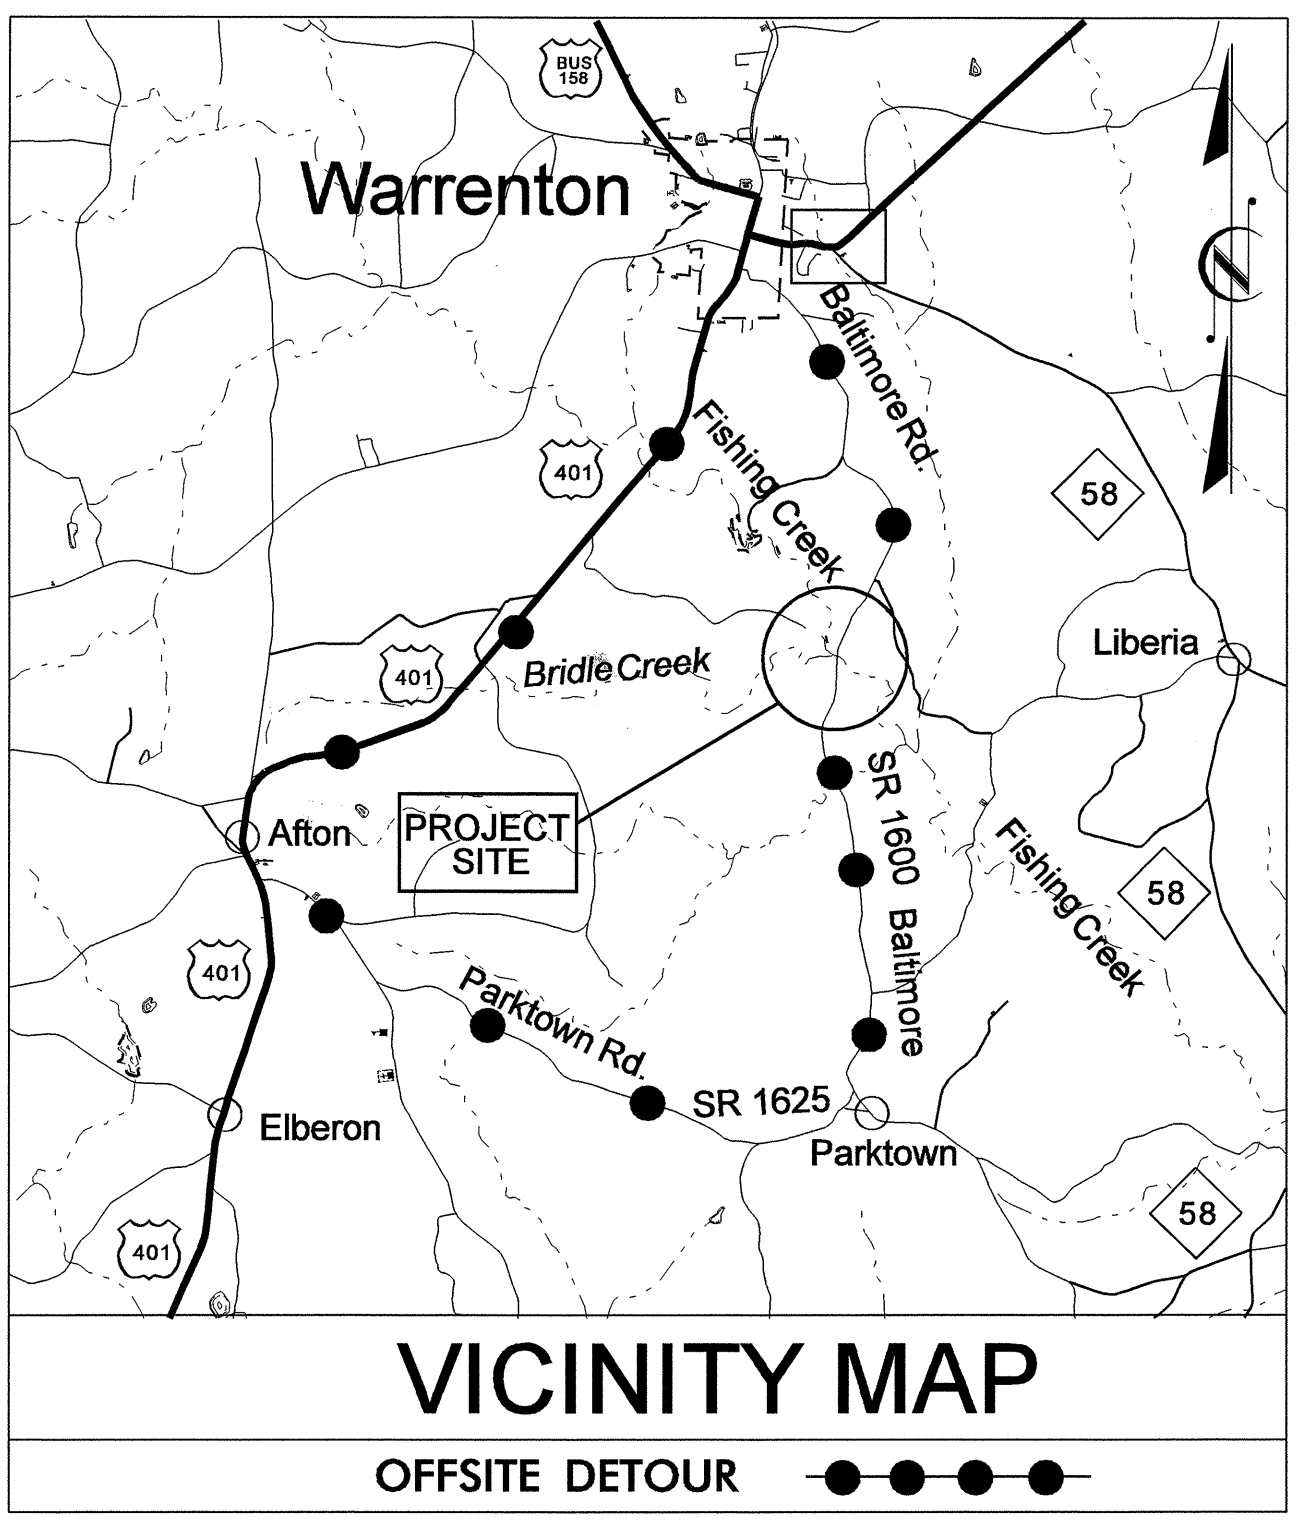 BUS
158
Warrenton
N
Baltimore Rd.
Fishing Creek
401
58
Liberia
Bridle Creek
401
PROJECT
SITE
Afton
SR 1600 Baltimore
Fishing Creek
58
401
Parktown Rd.
SR 1625
Elberon
Parktown
58
401
VICINITY MAP
OFFSITE DETOUR